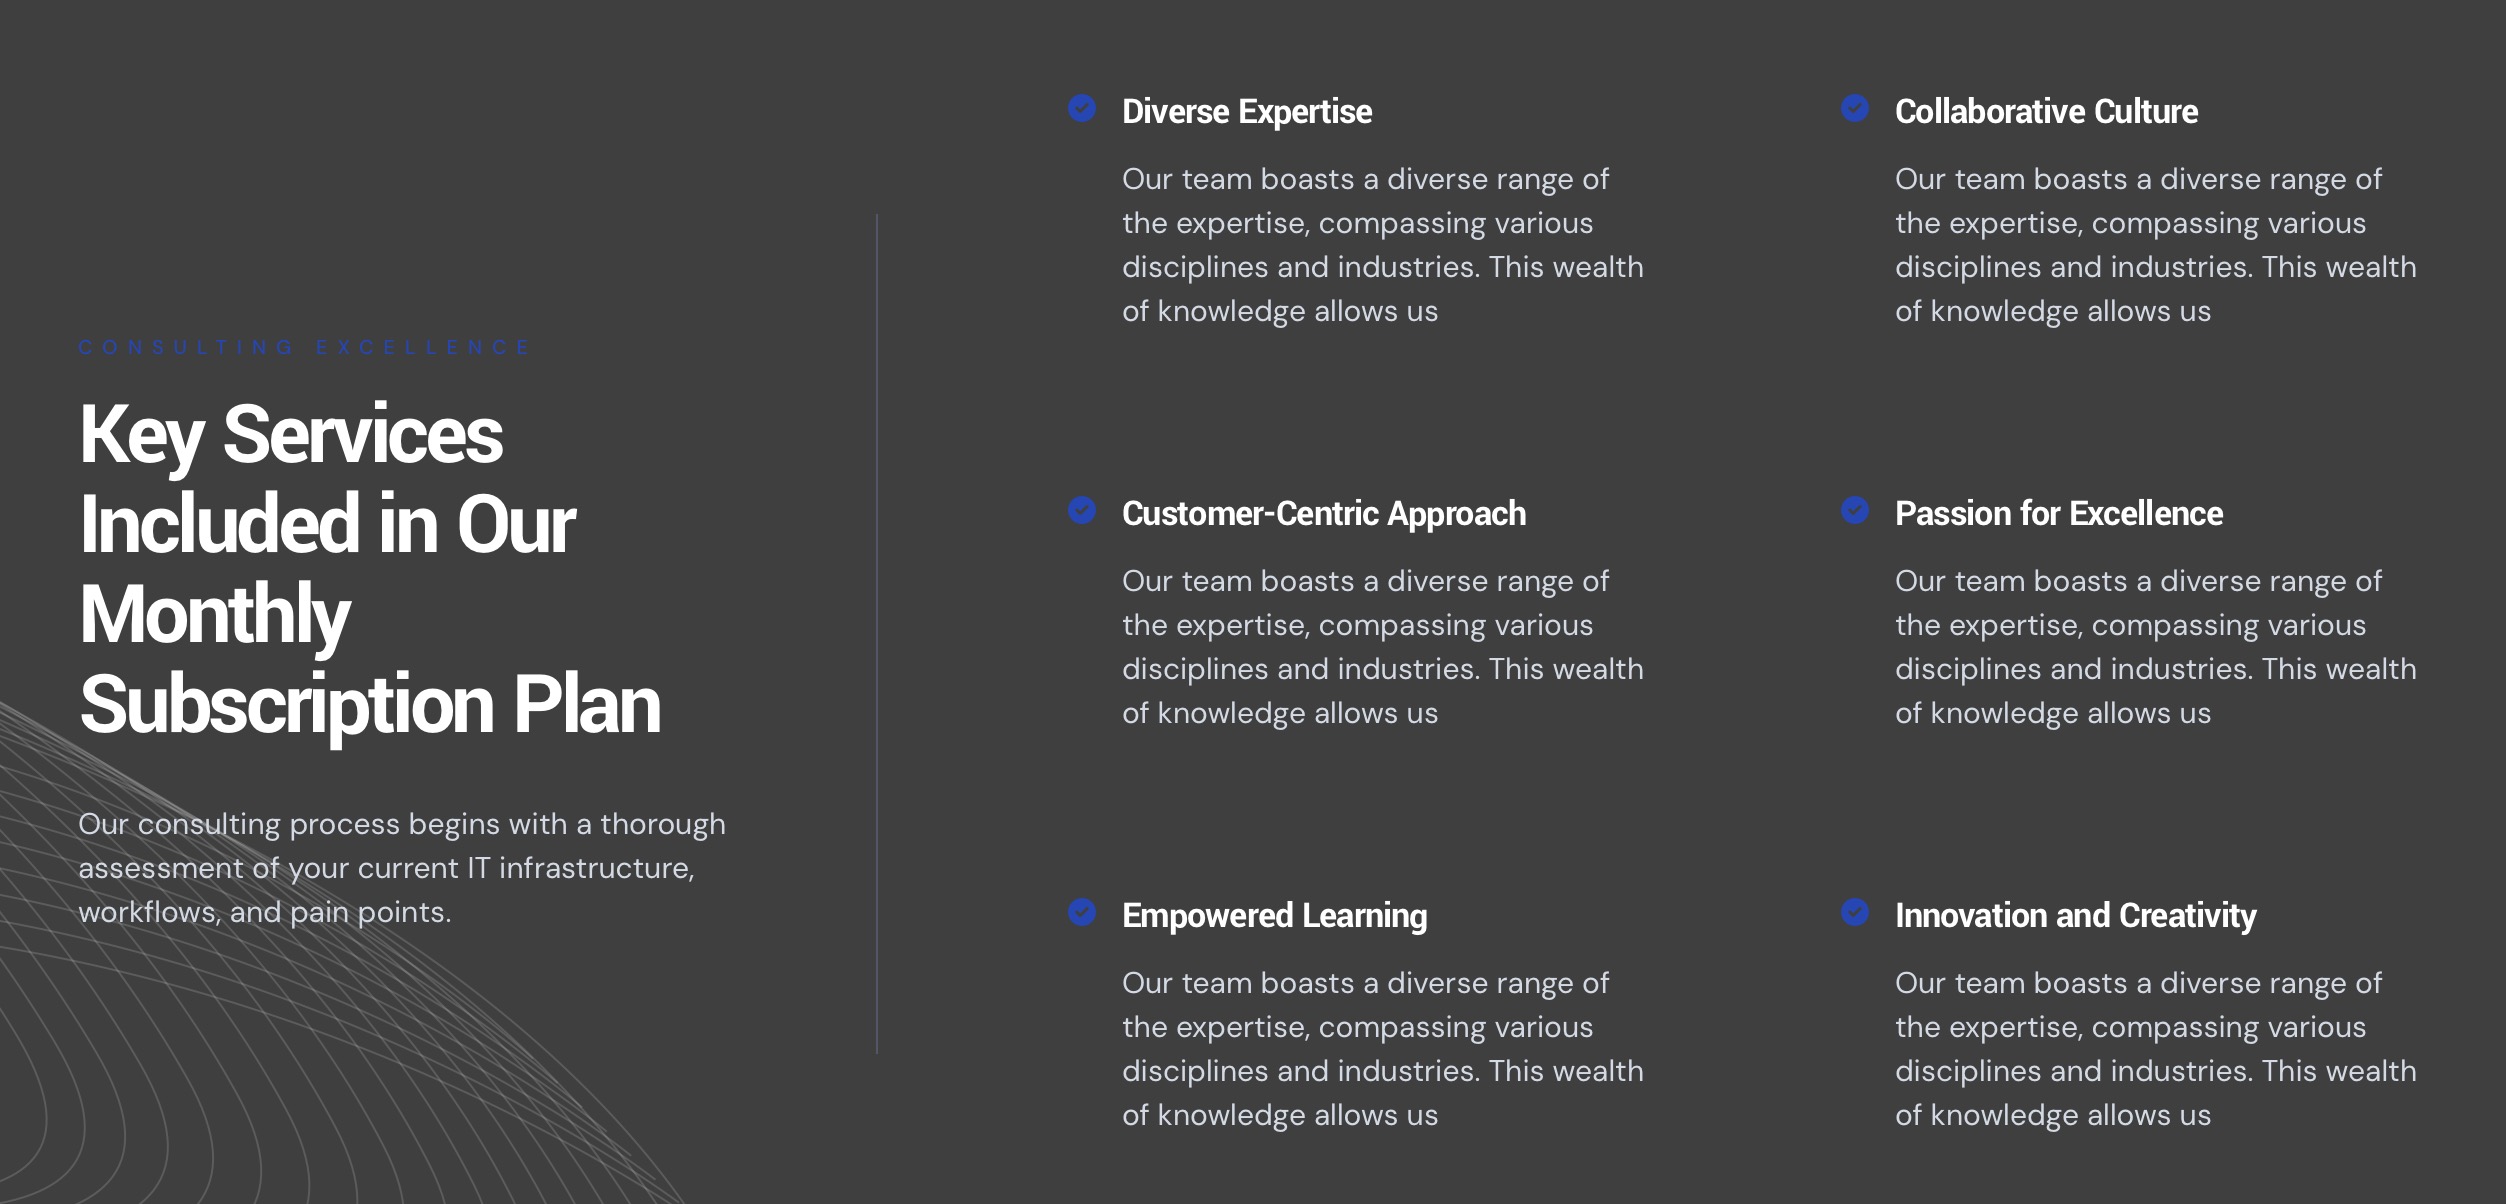 CONSULTING EXCELLENCE
Key Services
Included in Our
Monthly
Subscription Plan
Our consulting process begins with a thorough
assessment of your current IT infrastructure,
workflows, and pain points.
Diverse Expertise
Our team boasts a diverse range of
the expertise, compassing various
disciplines and industries. This wealth
of knowledge allows us
Collaborative Culture
Our team boasts a diverse range of
the expertise, compassing various
disciplines and industries. This wealth
of knowledge allows us
Customer-Centric Approach
Our team boasts a diverse range of
the expertise, compassing various
disciplines and industries. This wealth
of knowledge allows us
Passion for Excellence
Our team boasts a diverse range of
the expertise, compassing various
disciplines and industries. This wealth
of knowledge allows us
Empowered Learning
Our team boasts a diverse range of
the expertise, compassing various
disciplines and industries. This wealth
of knowledge allows us
Innovation and Creativity
Our team boasts a diverse range of
the expertise, compassing various
disciplines and industries. This wealth
of knowledge allows us